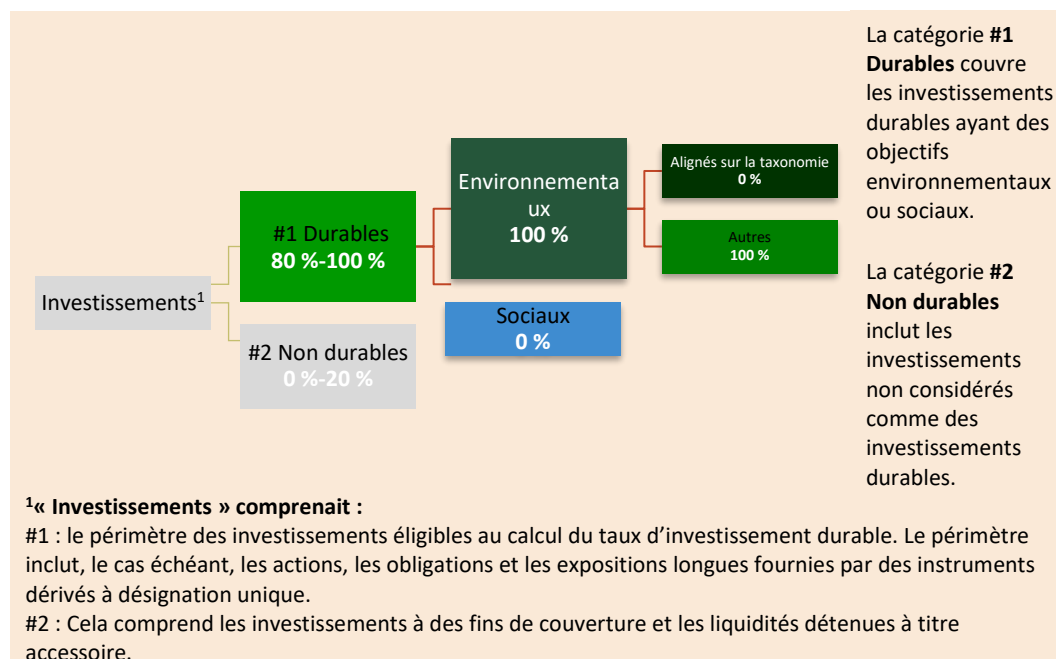 Investissements¹
#1 Durables
80 %-100 %
#2 Non durables
0 %-20 %
Environnementa
ux
100 %
Sociaux
0 %
Alignés sur la taxonomie
0 %
Autres
100 %
La catégorie #1
Durables couvre
les investissements
durables ayant des
objectifs
environnementaux
ou sociaux.
La catégorie #2
Non durables
inclut les
investissements
non considérés
comme des
investissements
durables.
¹« Investissements » comprenait :
#1 : le périmètre des investissements éligibles au calcul du taux d’investissement durable. Le périmètre
inclut, le cas échéant, les actions, les obligations et les expositions longues fournies par des instruments
dérivés à désignation unique.
#2 : Cela comprend les investissements à des fins de couverture et les liquidités détenues à titre
accessoire.